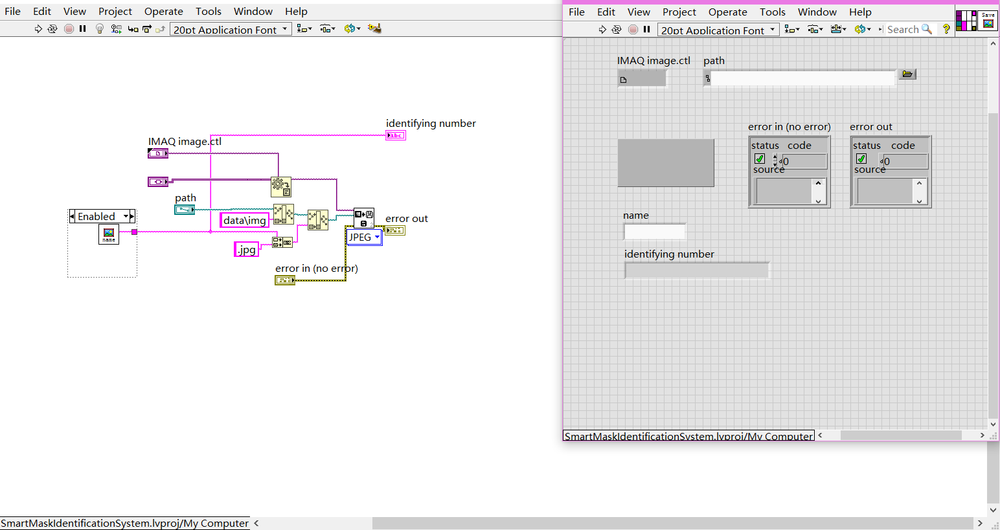 File Edit View Project Operate Tools Window Help
20pt Application Font
identifying number
abc
IMAQ image.ctl
path
Enabled
name
data\img
.jpg
error out
2
JPEG
error in (no error)
SmartMaskIdentificationSystem.lvproj/My Computer
File Edit View Project Operate Tools Window Help
20pt Application Font
Search
?
Save
IMAQ image.ctl path
error in (no error) error out
status code status code
0 0
source source
name
identifying number
SmartMaskIdentificationSystem.lvproj/My Computer